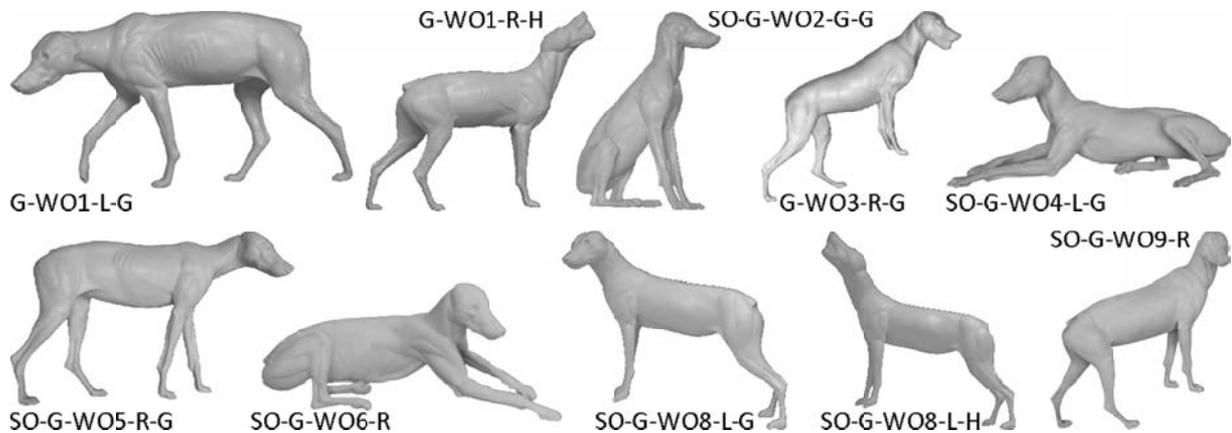 G-WO1-R-H
SO-G-WO2-G-G
G-WO1-L-G
G-WO3-R-G
SO-G-WO4-L-G
SO-G-WO9-R
SO-G-WO5-R-G
SO-G-WO6-R
SO-G-WO8-L-G
SO-G-WO8-L-H